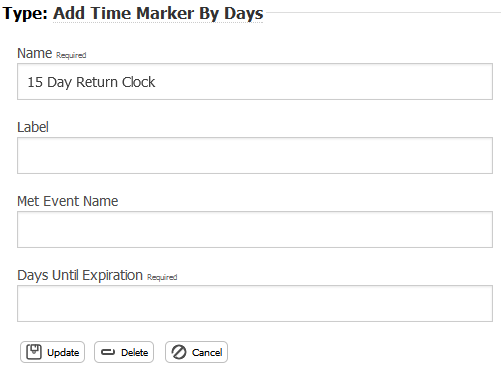 Type: Add Time Marker By Days
Name Required
15 Day Return Clock
Label
Met Event Name
Days Until Expiration Required
Update Delete Cancel